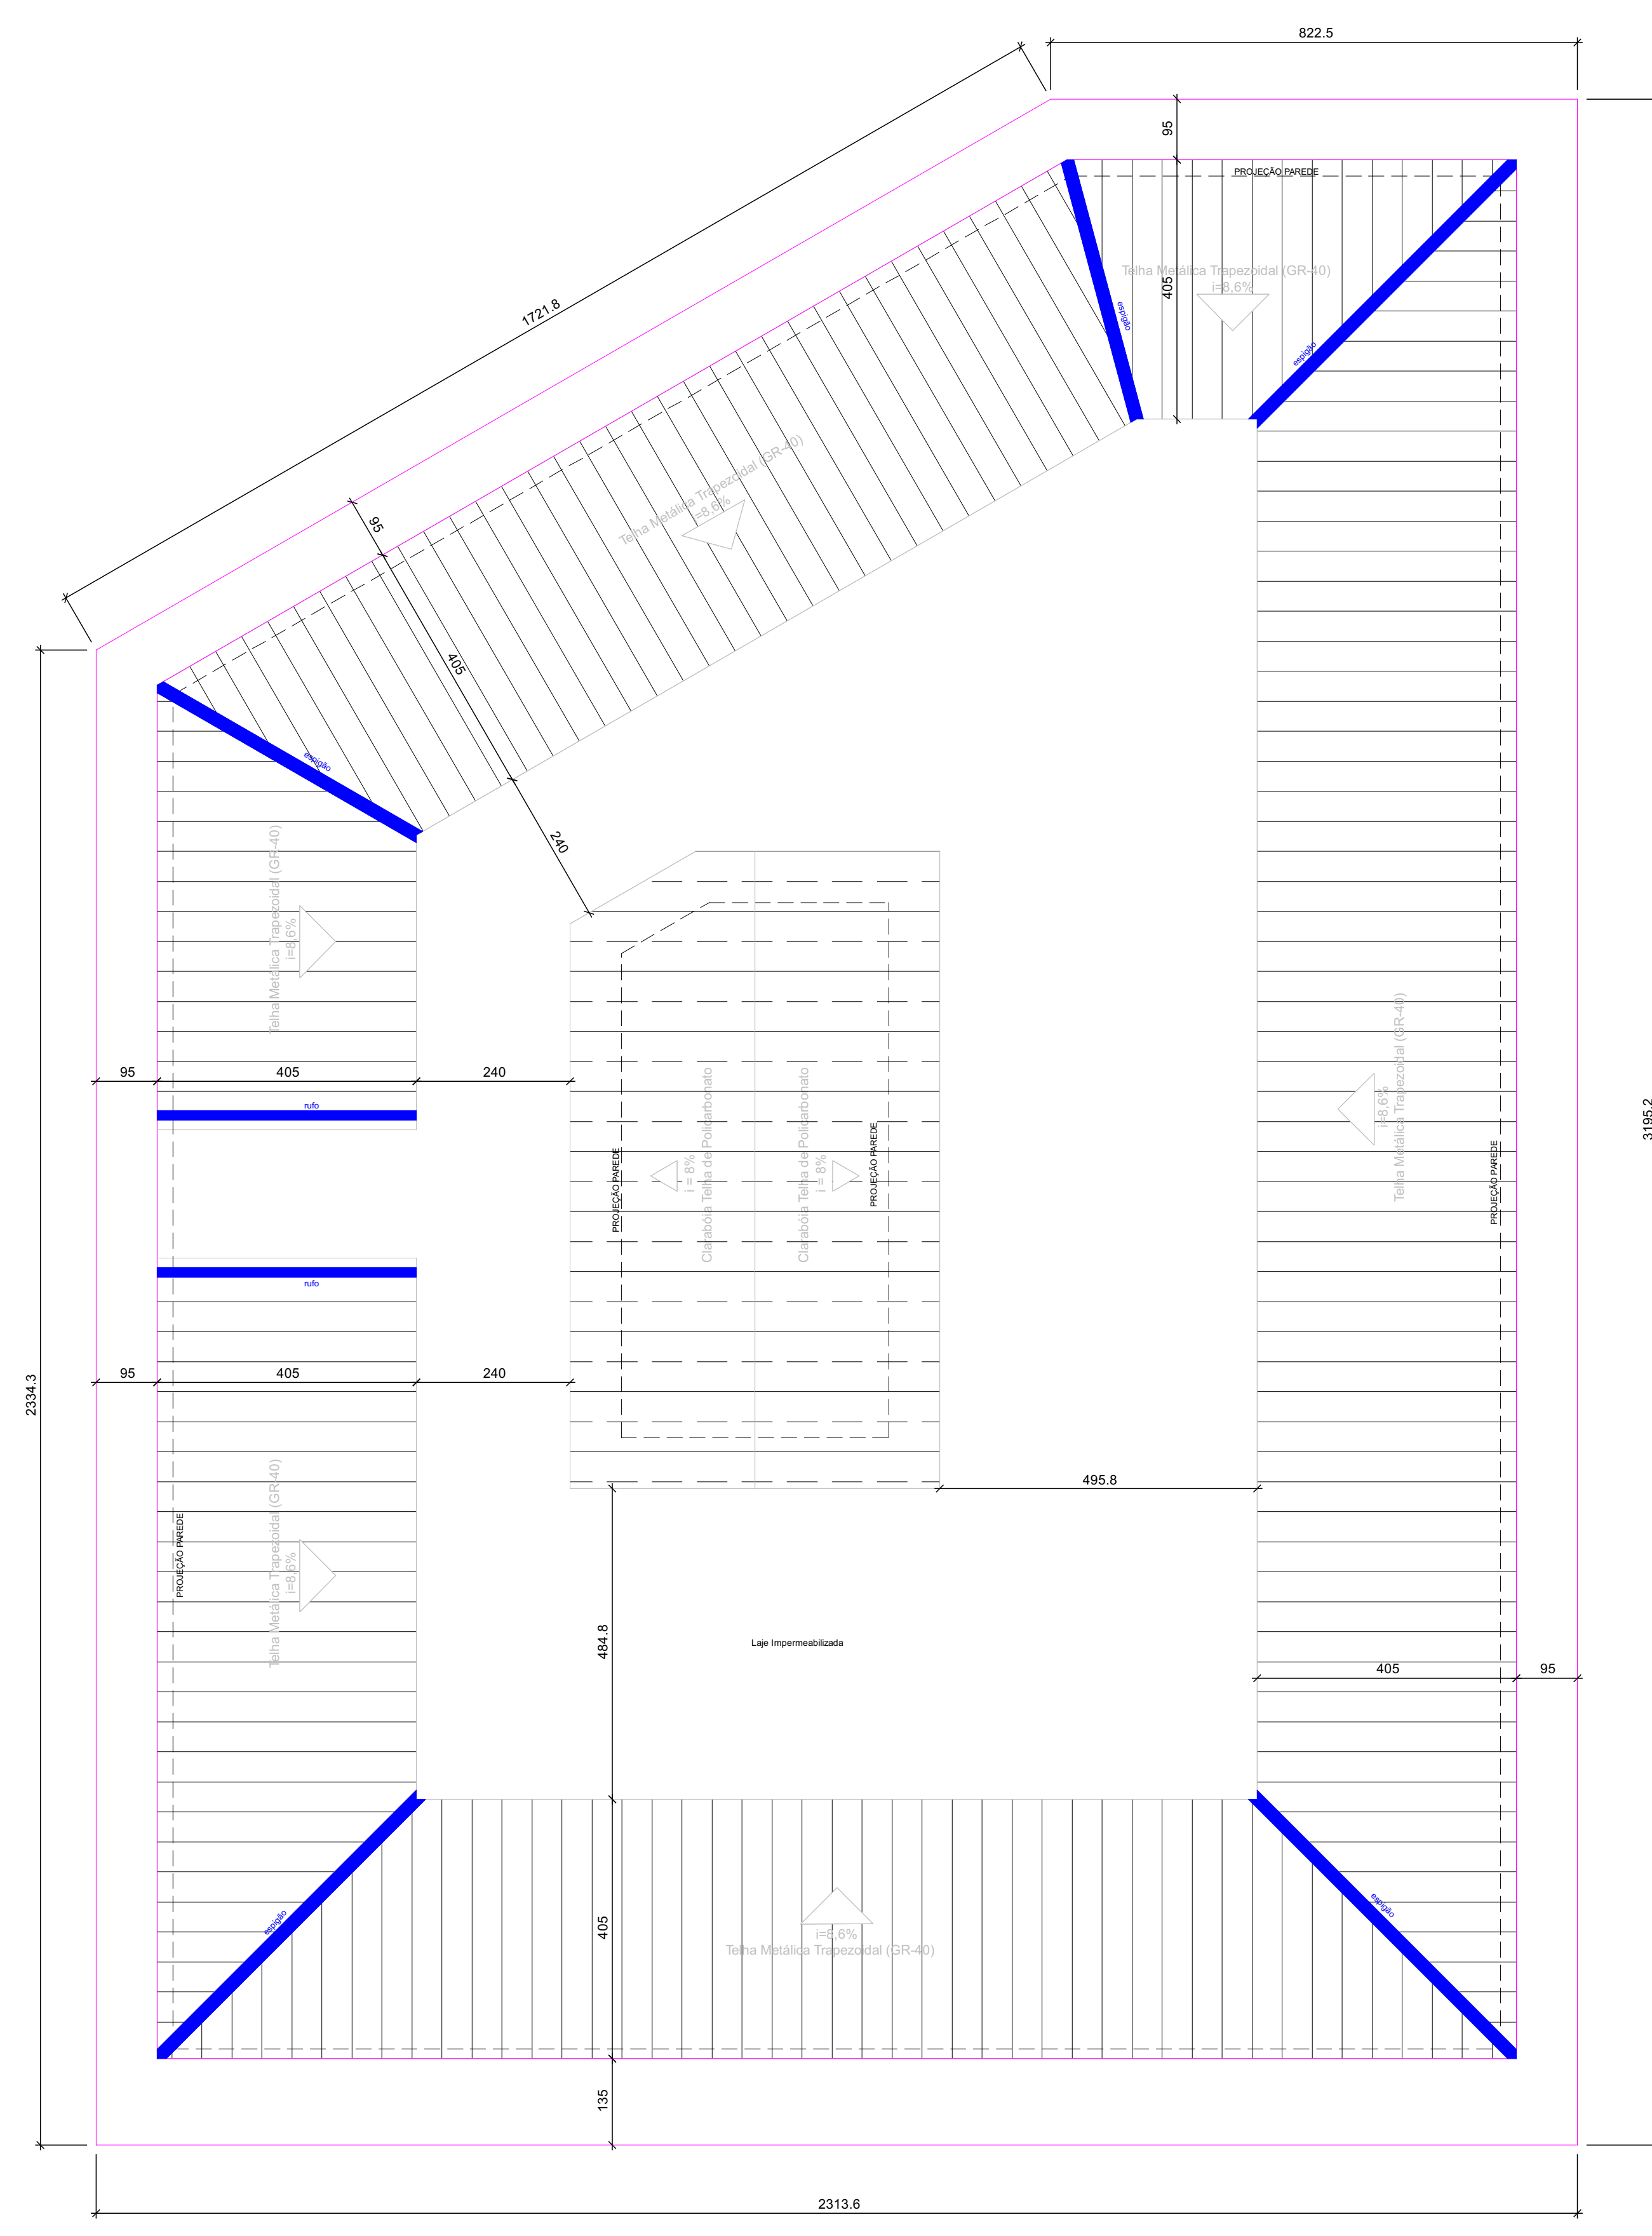 822.5
95
PROJEÇÃO PAREDE
Telha Metálica Trapezoidal (GR-40)
i=8,6%
405
espigão
espigão
1721.8
Telha Metálica Trapezoidal (GR-40)
i=8,6%
95
405
240
espigão
Telha Metálica Trapezoidal (GR-40)
i=8,6%
95
405
240
rufo
rufo
PROJEÇÃO PAREDE
i = 8%
Clarabóia Telha de Policarbonato
Clarabóia Telha de Policarbonato
i = 8%
PROJEÇÃO PAREDE
i=8,6%
Telha Metálica Trapezoidal (GR-40)
PROJEÇÃO PAREDE
3195.2
95
405
240
2334.3
495.8
PROJEÇÃO PAREDE
Telha Metálica Trapezoidal (GR-40)
i=8,6%
484.8
Laje Impermeabilizada
405
95
espigão
espigão
405
i=8,6%
Telha Metálica Trapezoidal (GR-40)
135
2313.6